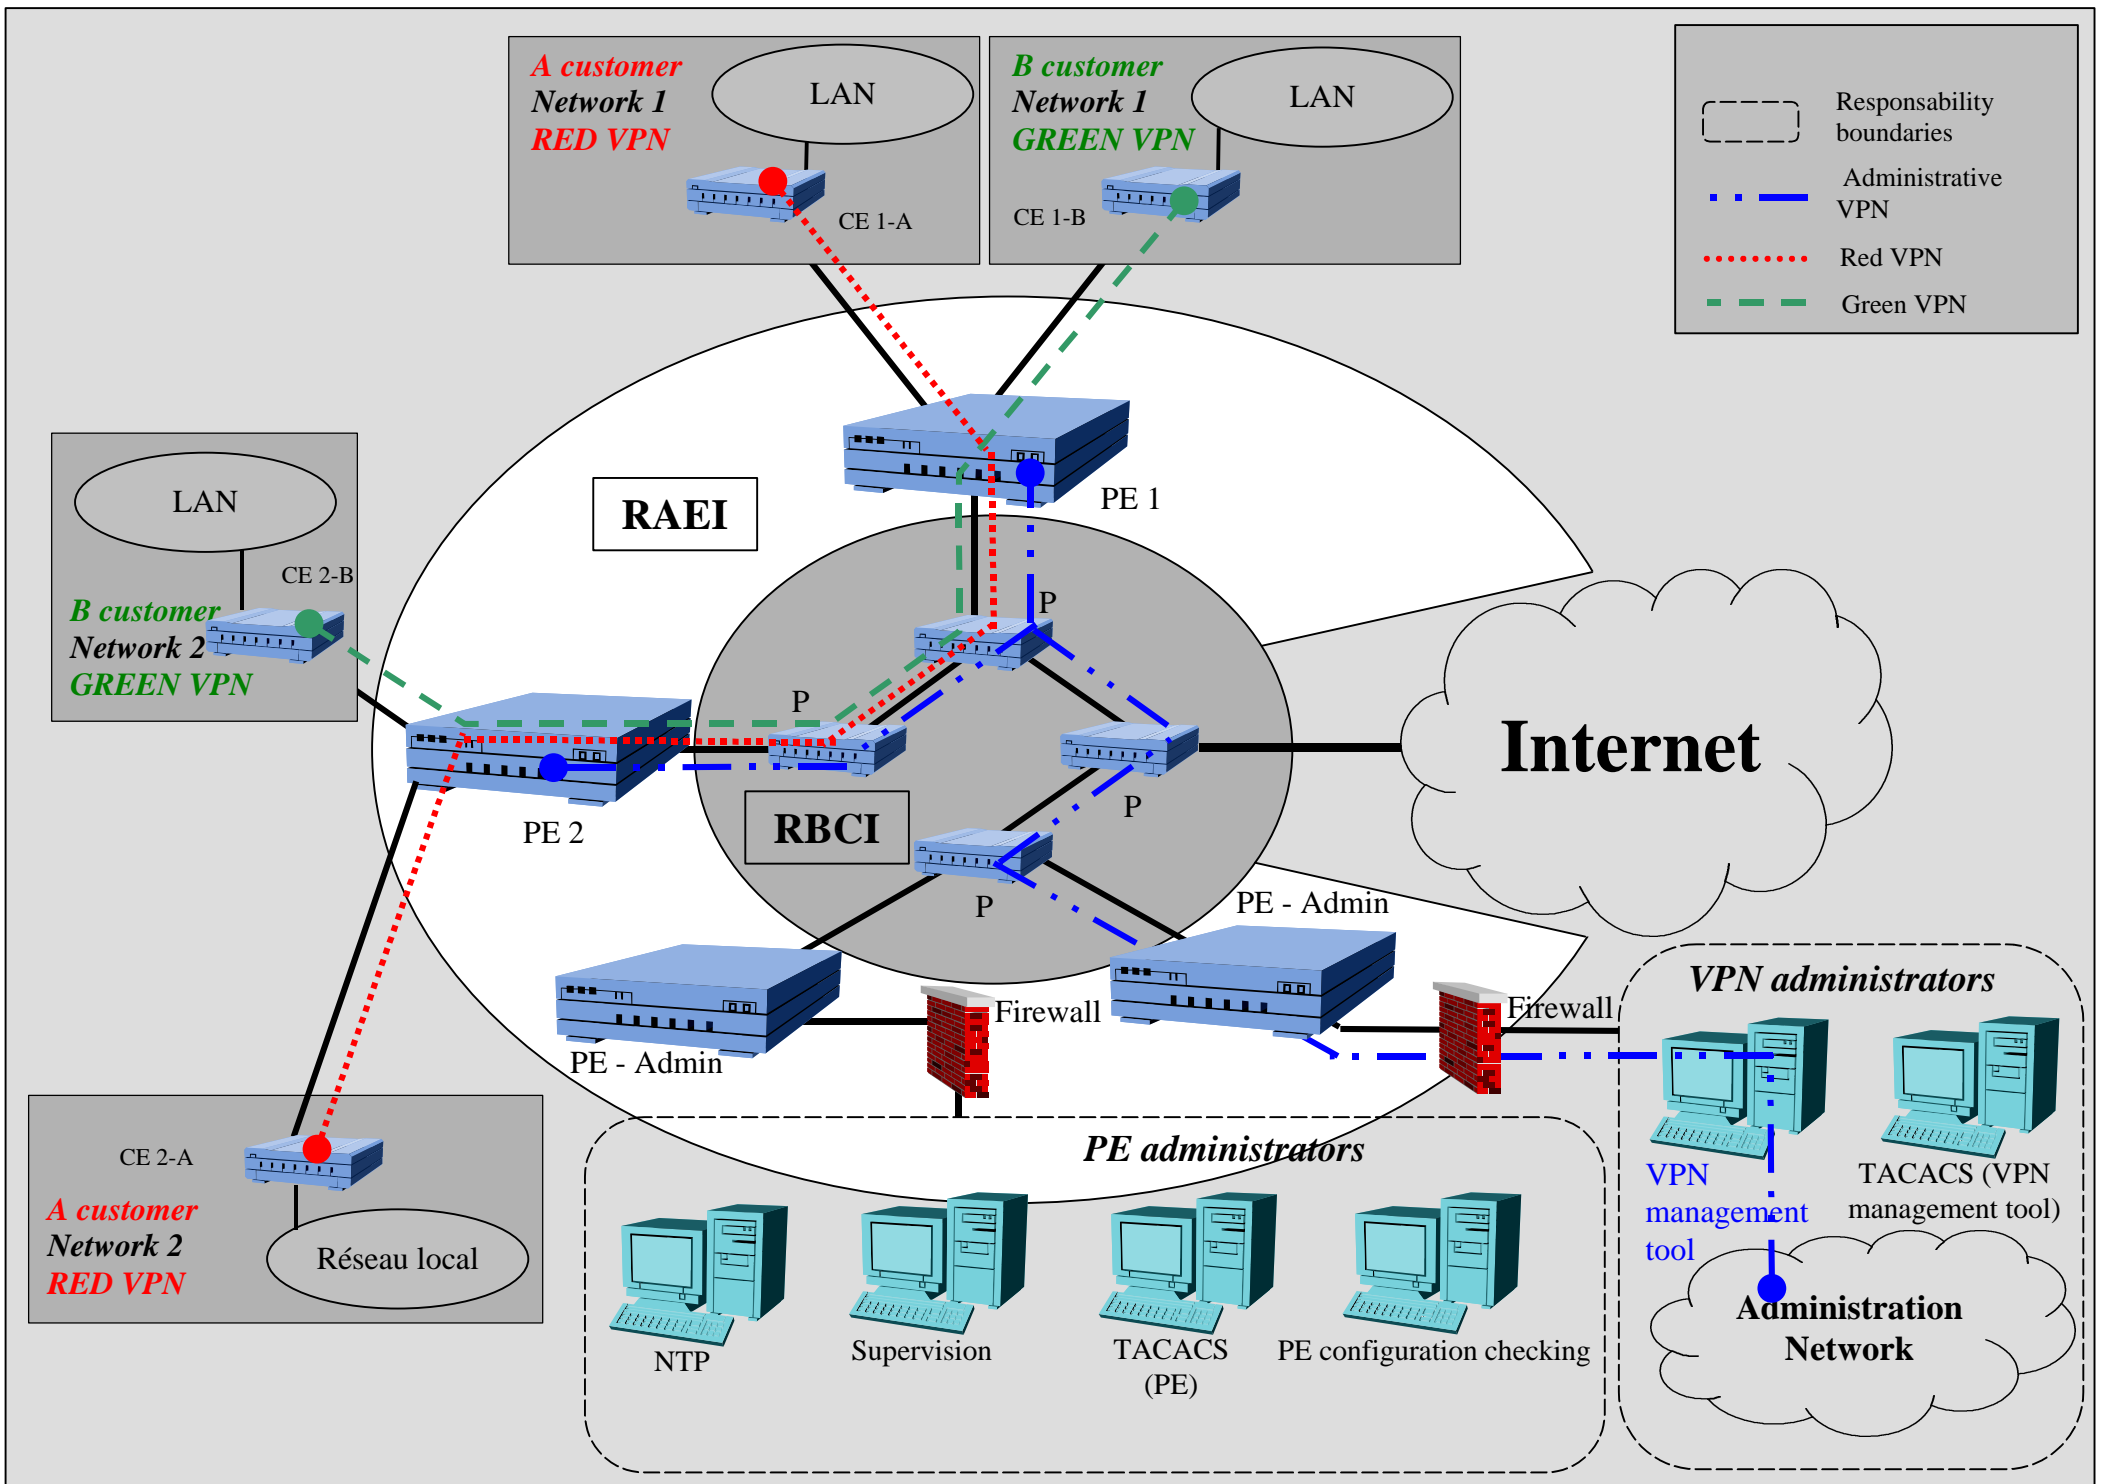 A customer
Network 1
RED VPN
LAN
CE 1-A
B customer
Network 1
GREEN VPN
LAN
CE 1-B
Responsability
boundaries
Administrative
VPN
Red VPN
Green VPN
RAEI
PE 1
LAN
CE 2-B
B customer
Network 2
GREEN VPN
P
P
P
P
PE 2
RBCI
Internet
PE - Admin
PE - Admin
Firewall
Firewall
VPN administrators
VPN
management
tool
TACACS (VPN
management tool)
Administration
Network
PE administrators
NTP
Supervision
TACACS
(PE)
PE configuration checking
CE 2-A
A customer
Network 2
RED VPN
Réseau local